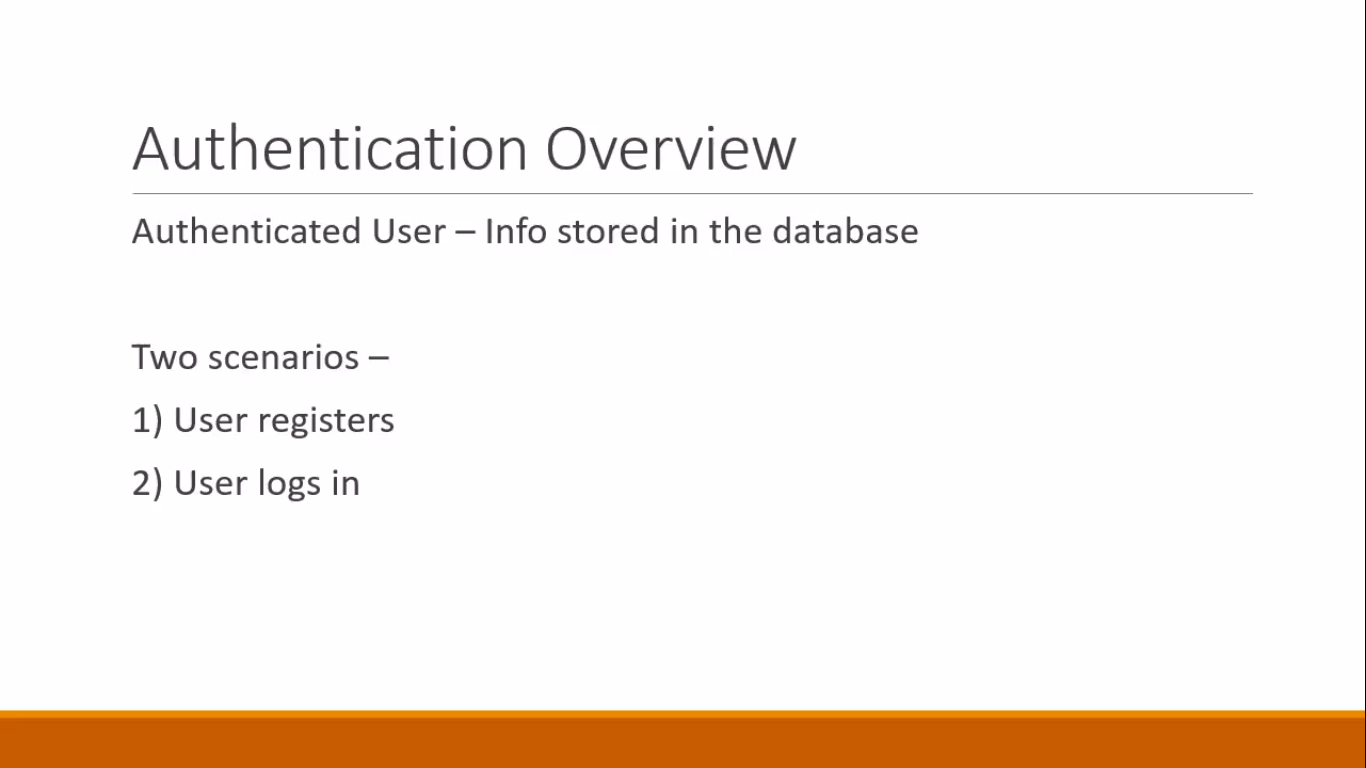 Authentication Overview
Authenticated User – Info stored in the database
Two scenarios –
1) User registers
2) User logs in